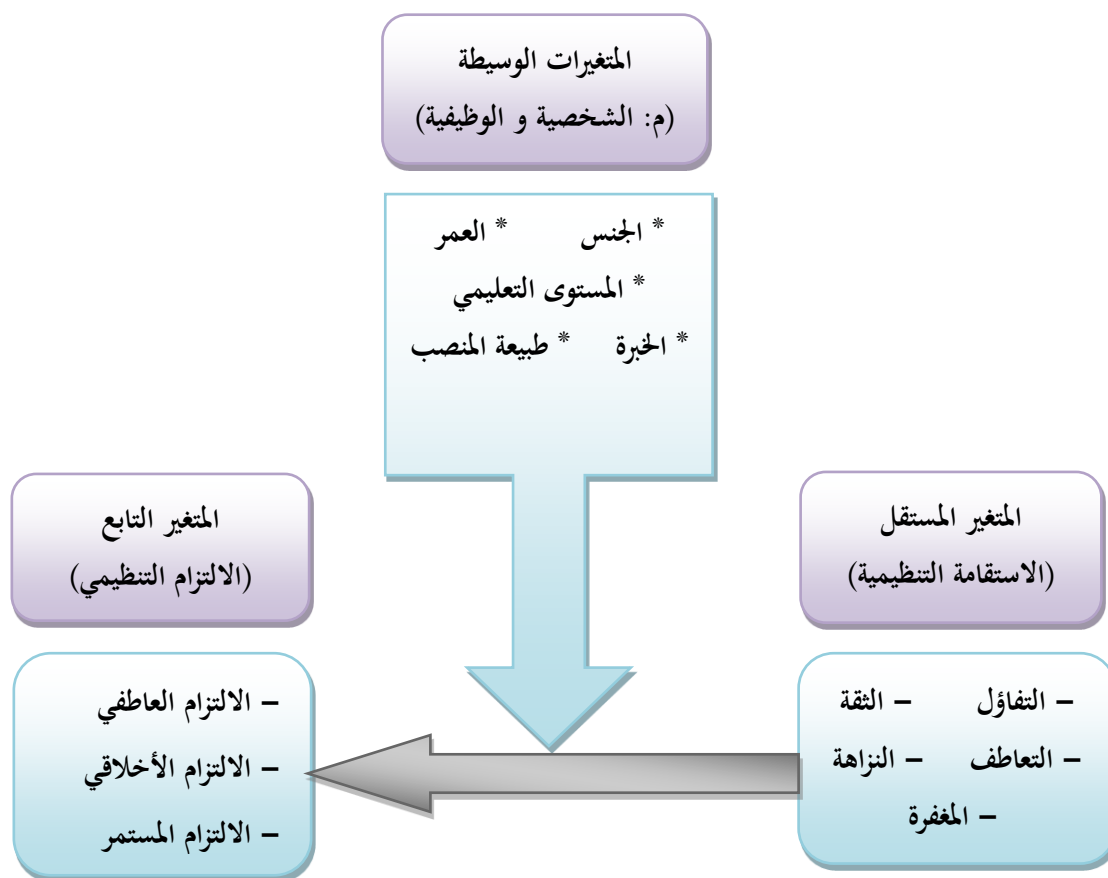 المتغيرات الوسيطة
(م: الشخصية و الوظيفية)
* الجنس * العمر
* المستوى التعليمي
* الخبرة * طبيعة المنصب
المتغير المستقل
(الاستقامة التنظيمية)
– التفاؤل – الثقة
– التعاطف – النزاهة
– المغفرة
المتغير التابع
(الالتزام التنظيمي)
– الالتزام العاطفي
– الالتزام الأخلاقي
– الالتزام المستمر